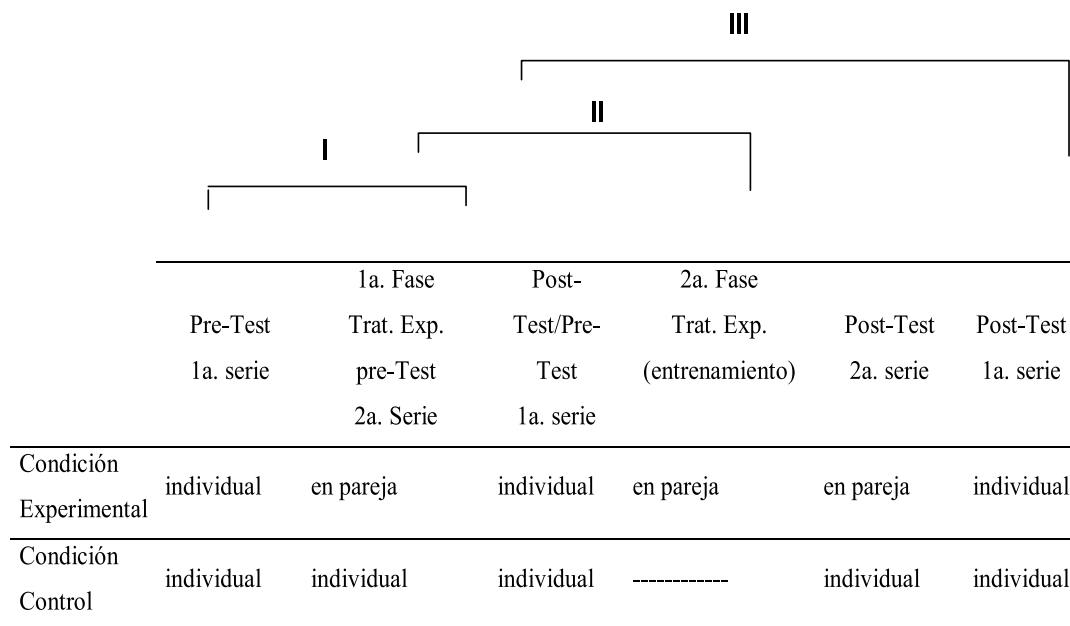 III
II
I
1a. Fase Post- 2a. Fase
Pre-Test Trat. Exp. Test/Pre- Trat. Exp. Post-Test Post-Test
1a. serie pre-Test Test (entrenamiento) 2a. serie 1a. serie
2a. Serie 1a. serie
Condición
individual en pareja individual en pareja en pareja individual
Experimental
Condición
individual individual individual ------------ individual individual
Control